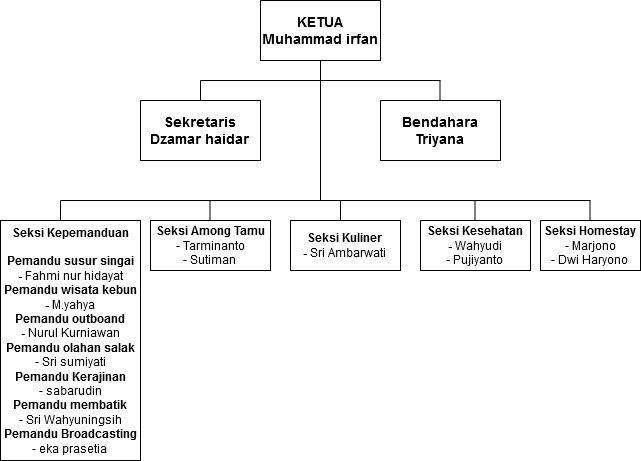 KETUA
Muhammad irfan
Sekretaris
Dzamar haidar
Bendahara
Triyana
Seksi Kepemanduan
Pemandu susur singai
- Fahmi nur hidayat
Pemandu wisata kebun
- M.yahya
Pemandu outboand
- Nurul Kurniawan
Pemandu olahan salak
- Sri sumiyati
Pemandu Kerajinan
- sabarudin
Pemandu membatik
- Sri Wahyuningsih
Pemandu Broadcasting
- eka prasetia
Seksi Among Tamu
- Tarminanto
- Sutiman
Seksi Kuliner
- Sri Ambarwati
Seksi Kesehatan
- Wahyudi
- Pujiyanto
Seksi Homestay
- Marjono
- Dwi Haryono